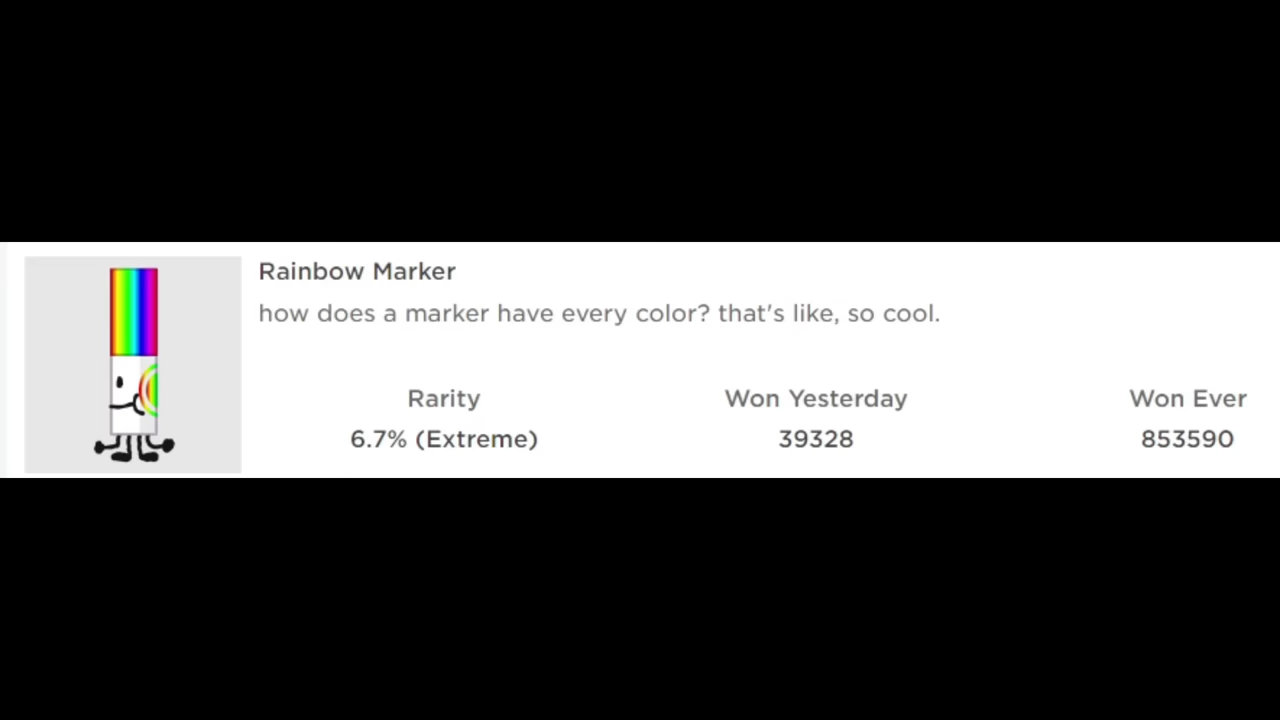 Rainbow Marker
how does a marker have every color? that's like, so cool.
Rarity Won Yesterday Won Ever
6.7% (Extreme) 39328 853590